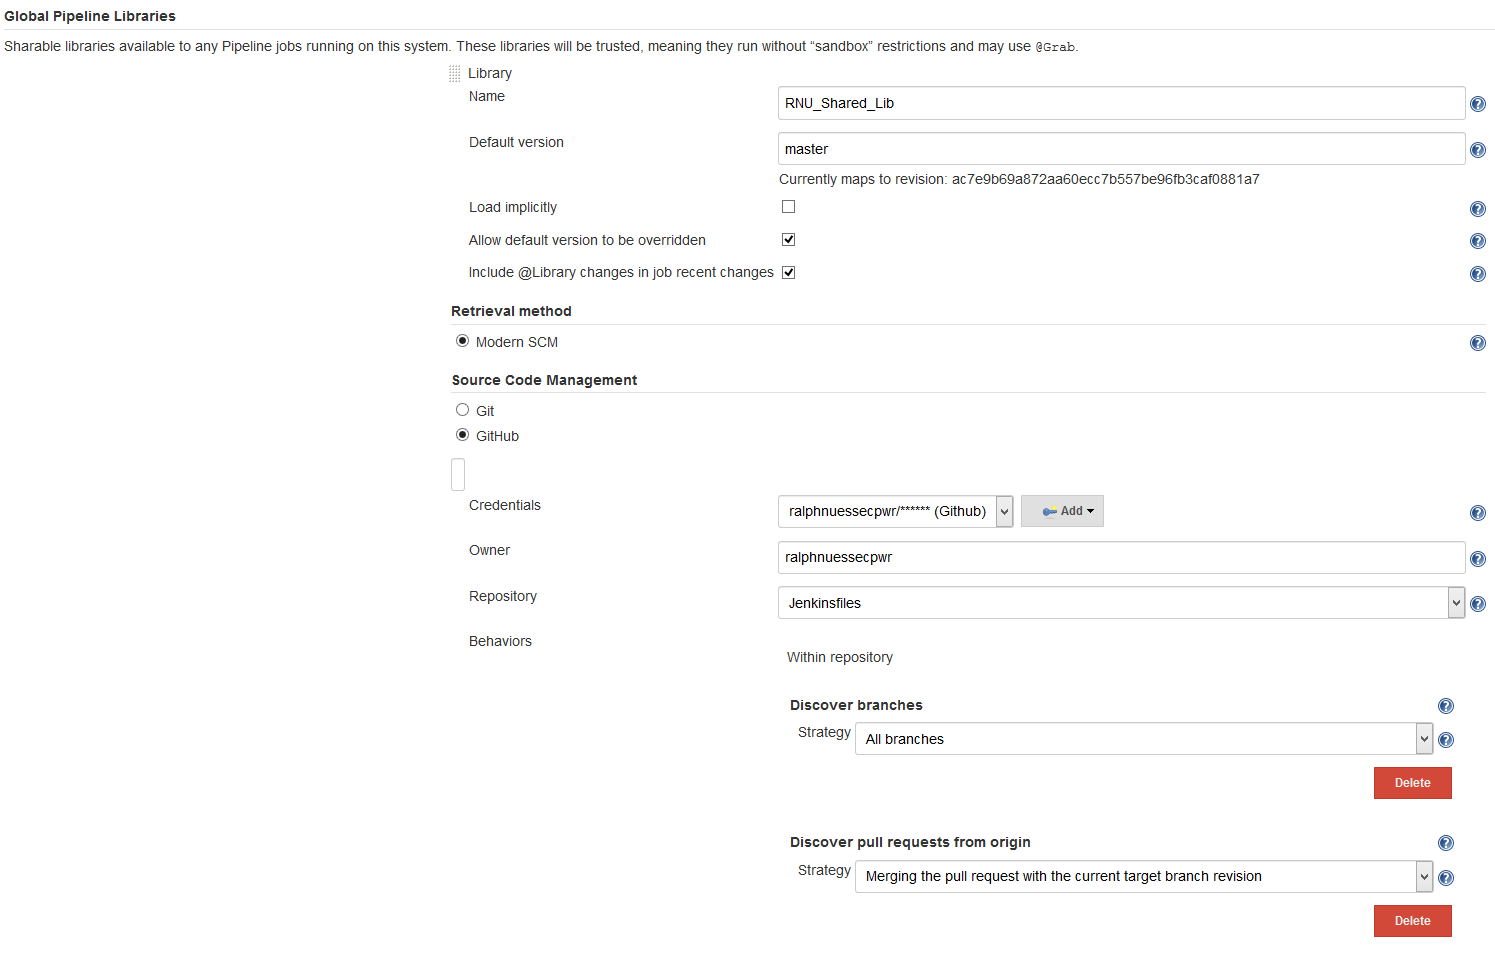 Global Pipeline Libraries
Sharable libraries available to any Pipeline jobs running on this system. These libraries will be trusted, meaning they run without “sandbox” restrictions and may use @Grab.
Library
Name
RNU_Shared_Lib
Default version
master
Currently maps to revision: ac7e9b69a872aa60ecc7b557be96fb3caf0881a7
Load implicitly
Allow default version to be overridden
Include @Library changes in job recent changes
Retrieval method
Modern SCM
Source Code Management
Git
GitHub
Credentials
ralphnuessecpwr/****** (Github)
Add
Owner
ralphnuessecpwr
Repository
Jenkinsfiles
Behaviors
Within repository
Discover branches
Strategy
All branches
Delete
Discover pull requests from origin
Strategy
Merging the pull request with the current target branch revision
Delete